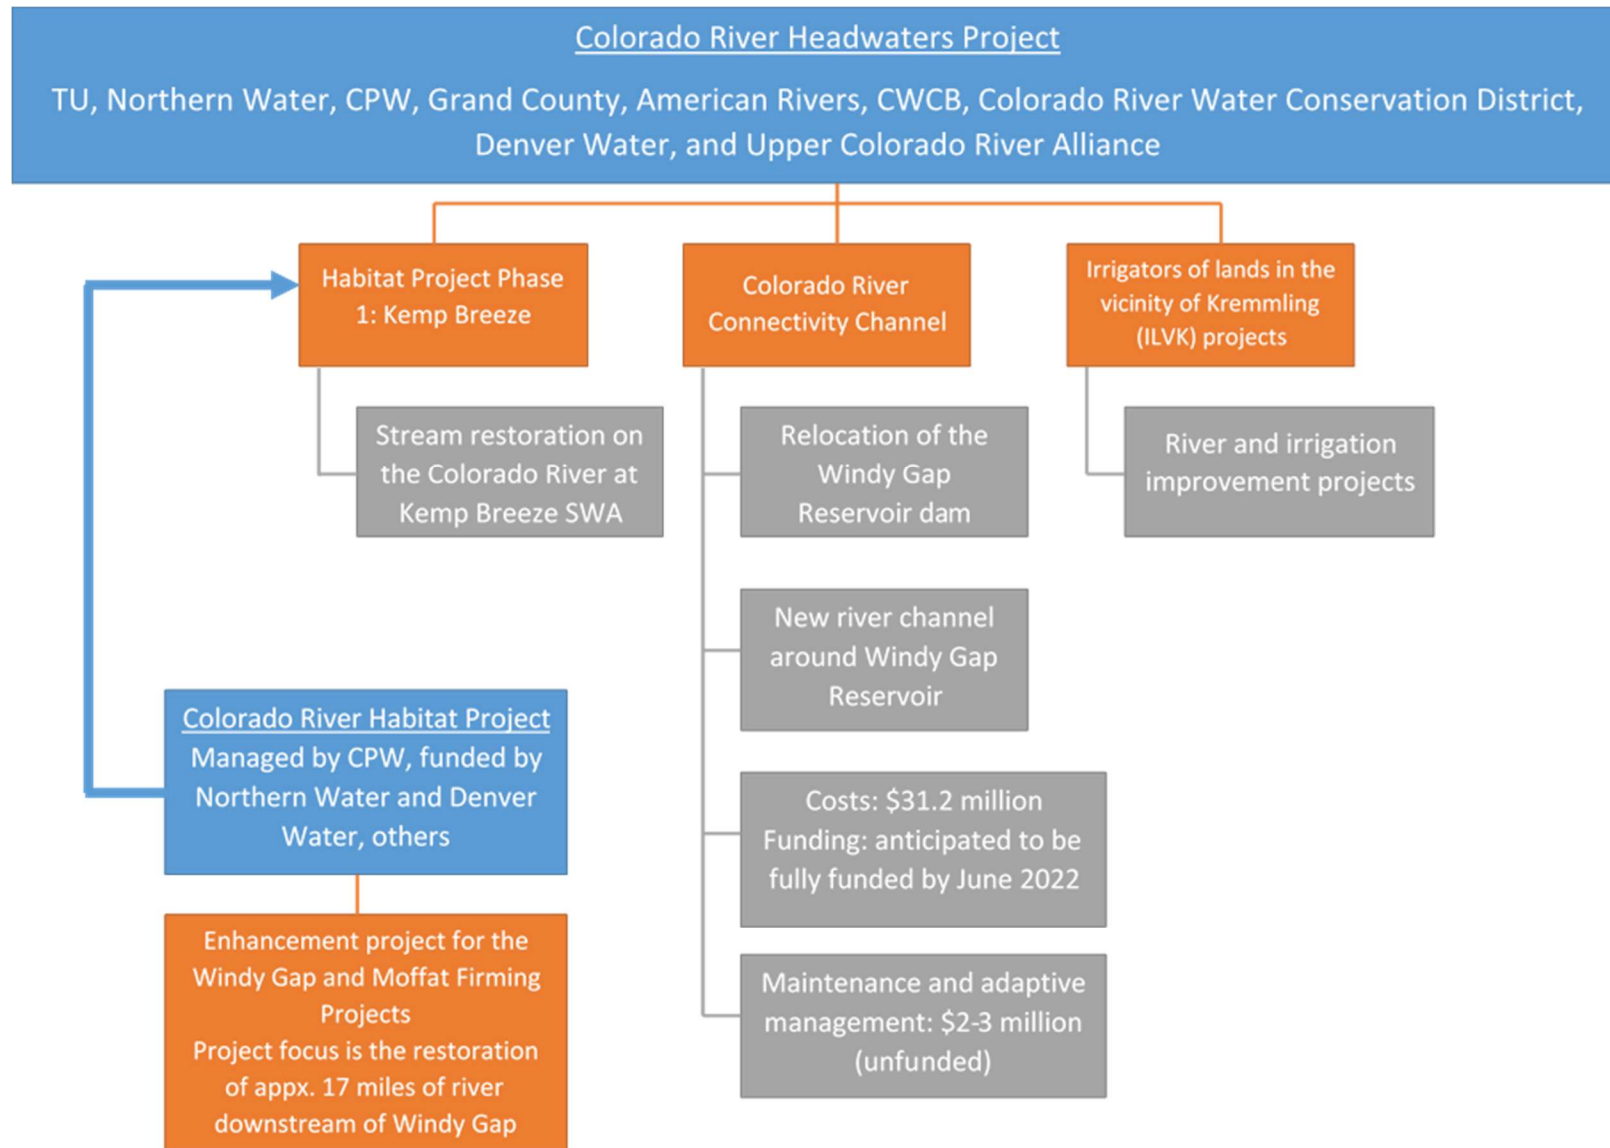 Colorado River Headwaters Project
TU, Northern Water, CPW, Grand County, American Rivers, CWCB, Colorado River Water Conservation District,
Denver Water, and Upper Colorado River Alliance
Habitat Project Phase
1: Kemp Breeze
Stream restoration on
the Colorado River at
Kemp Breeze SWA
Colorado River
Connectivity Channel
Relocation of the
Windy Gap
Reservoir dam
New river channel
around Windy Gap
Reservoir
Costs: $31.2 million
Funding: anticipated to be
fully funded by June 2022
Maintenance and adaptive
management: $2-3 million
(unfunded)
Irrigators of lands in the
vicinity of Kremmling
(ILVK) projects
River and irrigation
improvement projects
Colorado River Habitat Project
Managed by CPW, funded by
Northern Water and Denver
Water, others
Enhancement project for the
Windy Gap and Moffat Firming
Projects
Project focus is the restoration
of appx. 17 miles of river
downstream of Windy Gap